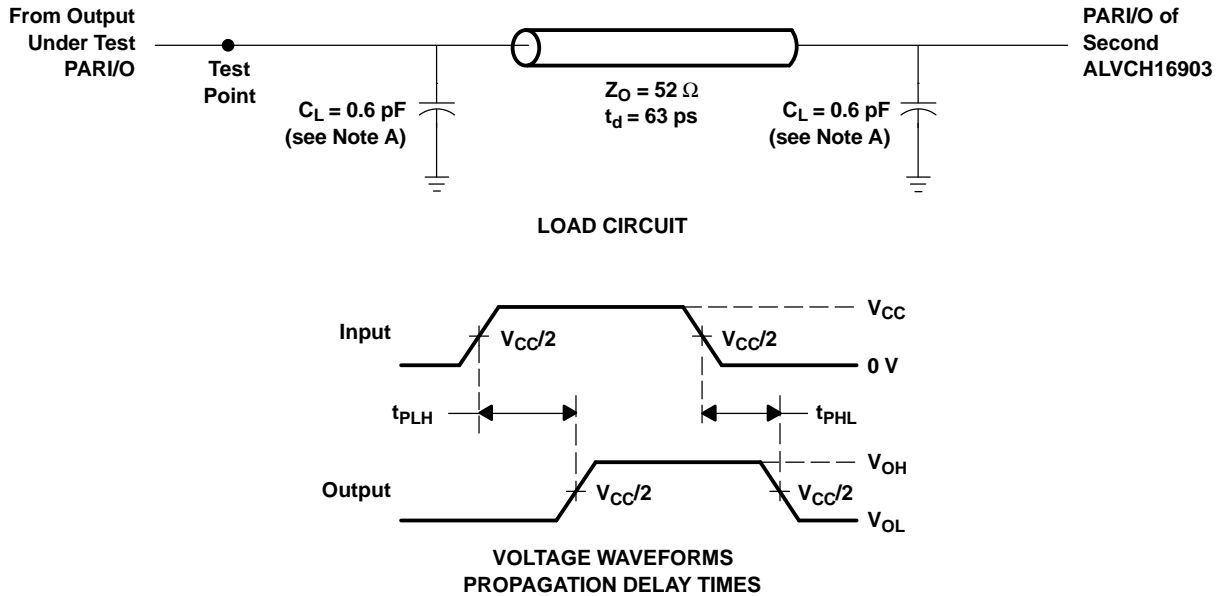 From Output
Under Test
PARI/O
Test
Point
C_L = 0.6 pF
(see Note A)
Z_O = 52 Ω
t_d = 63 ps
C_L = 0.6 pF
(see Note A)
PARI/O of
Second
ALVCH16903
LOAD CIRCUIT
Input
V_CC/2
V_CC/2
V_CC
0 V
t_PLH
t_PHL
Output
V_CC/2
V_CC/2
V_OH
V_OL
VOLTAGE WAVEFORMS
PROPAGATION DELAY TIMES